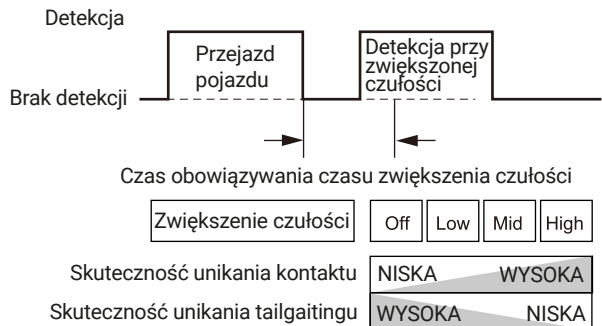 Detekcja
Przejazd
pojazdu
Detekcja przy
zwiększonej
czułości
Brak detekcji
Czas obowiązywania czasu zwiększenia czułości
Zwiększenie czułości Off Low Mid High
Skuteczność unikania kontaktu NISKA WYSOKA
Skuteczność unikania tailgaitingu WYSOKA NISKA